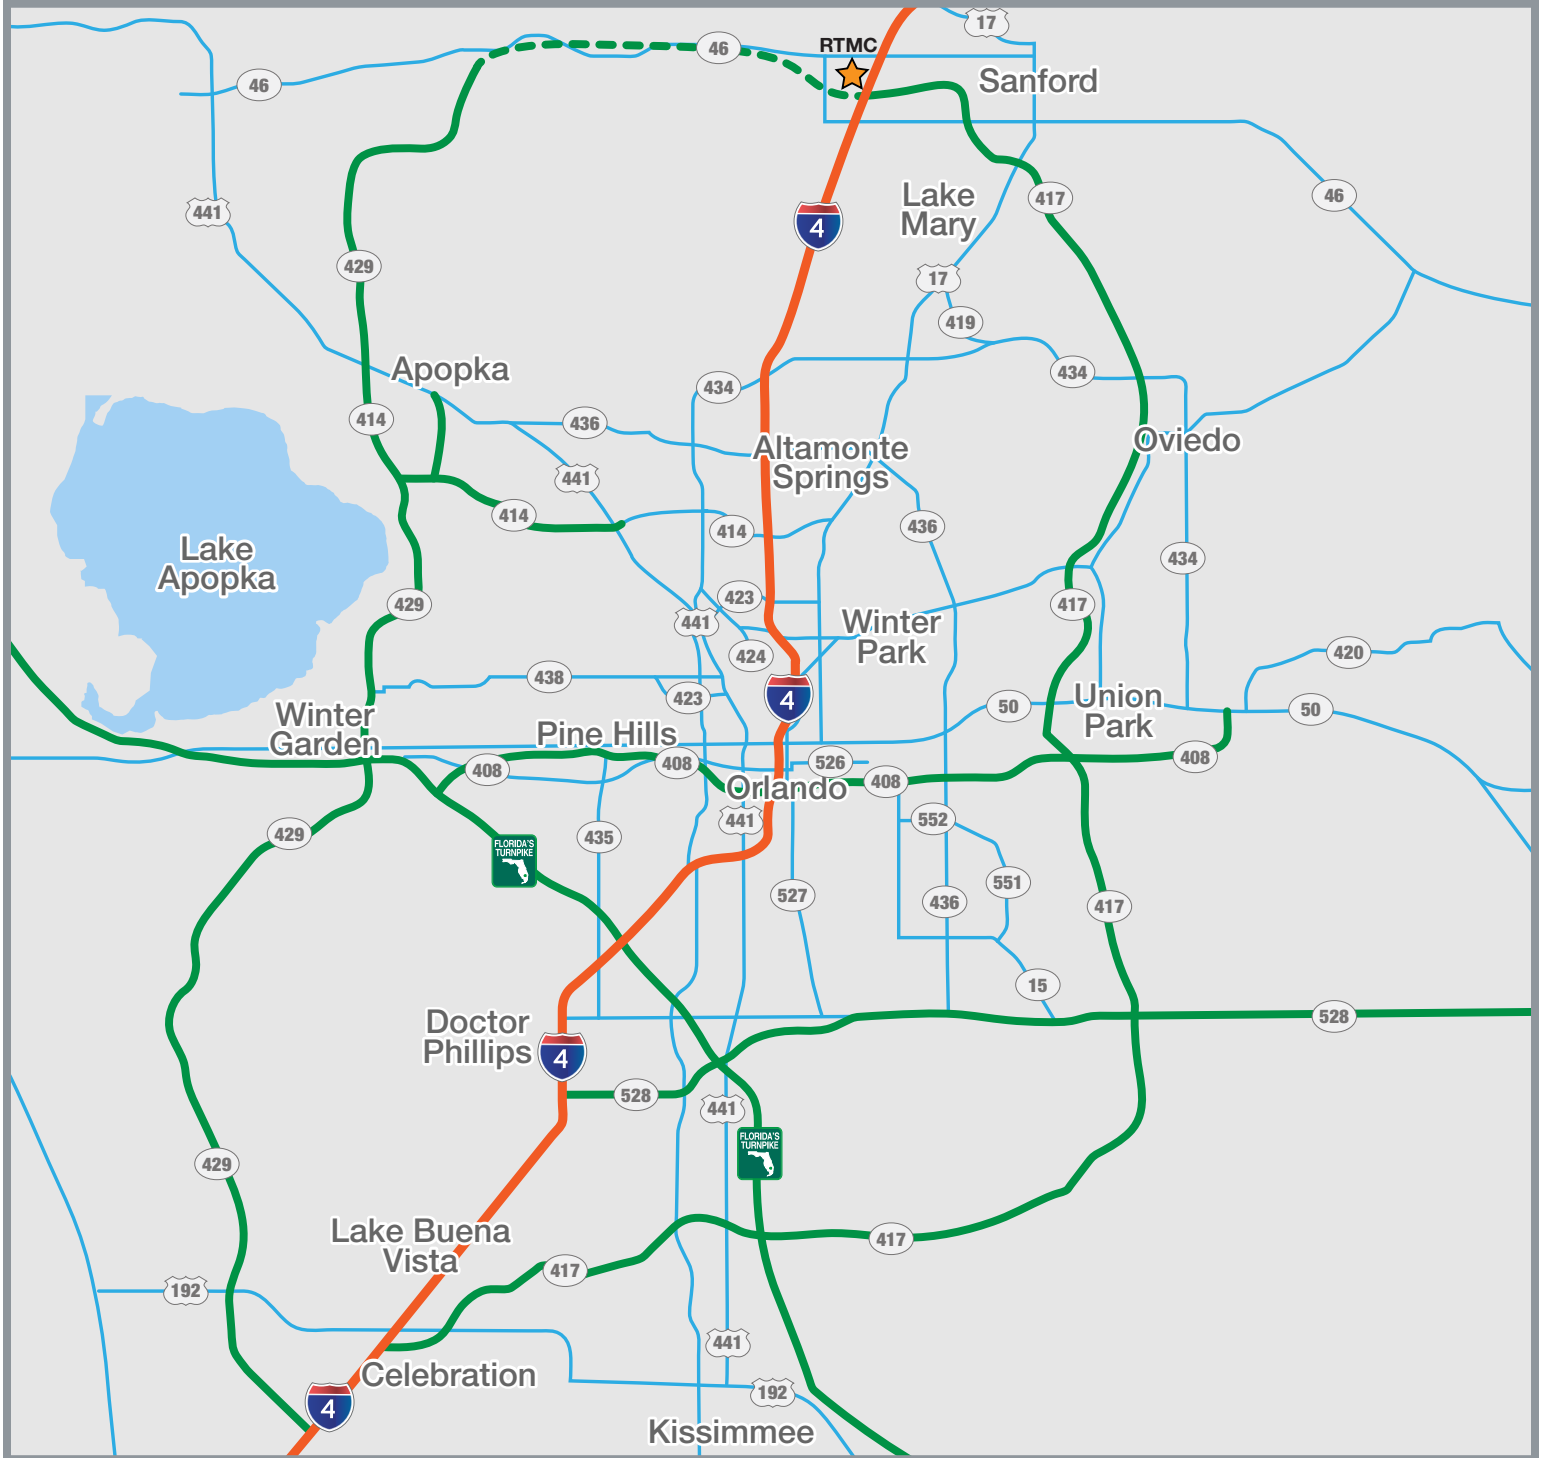 17
RTMC
46
46
Sanford
417
46
Lake
Mary
441
4
429
17
419
Apopka
434
434
414
436
Altamonte
Springs
Oviedo
441
414
414
436
434
Lake
Apopka
423
429
417
441
Winter
Park
424
420
438
423
4
Union
Park
50
50
Winter
Garden
Pine Hills
408
408
526
408
408
Orlando
441
552
429
435
FLORIDA'S
TURNPIKE
527
551
436
417
15
Doctor
Phillips
528
4
528
441
FLORIDA'S
TURNPIKE
429
Lake Buena
Vista
417
417
192
441
Celebration
192
4
Kissimmee